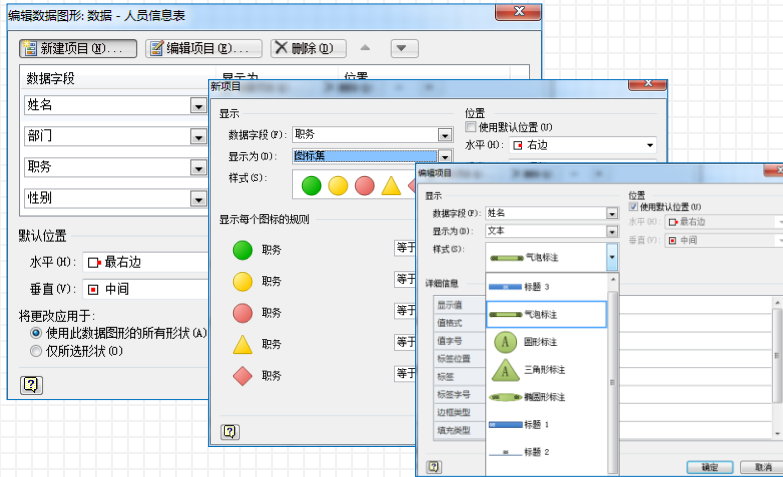 编辑数据图形: 数据 - 人员信息表
新建项目(N)... 编辑项目(E)... 删除(D)
数据字段 显示为 位置
姓名
部门
职务
性别
默认位置
水平(H): 最右边
垂直(V): 中间
将更改应用于:
使用此数据图形的所有形状(A)
仅所选形状(O)
新项目
显示 位置
数据字段(F): 职务 使用默认位置(U)
显示为(D): 图标集 水平(H): 右边
样式(S):
显示每个图标的规则
职务 等于
职务 等于
职务 等于
职务 等于
职务 等于
编辑项目
显示 位置
数据字段(F): 姓名 使用默认位置(U)
显示为(D): 文本 水平(H): 最右边
样式(S): 气泡标注 垂直(V): 中间
详细信息
标题 3
气泡标注
A 圆形标注
A 三角形标注
椭圆形标注
标题 1
标题 2
显示值
值格式
值字号
标签位置
标签
标签字号
边框类型
填充类型
确定 取消